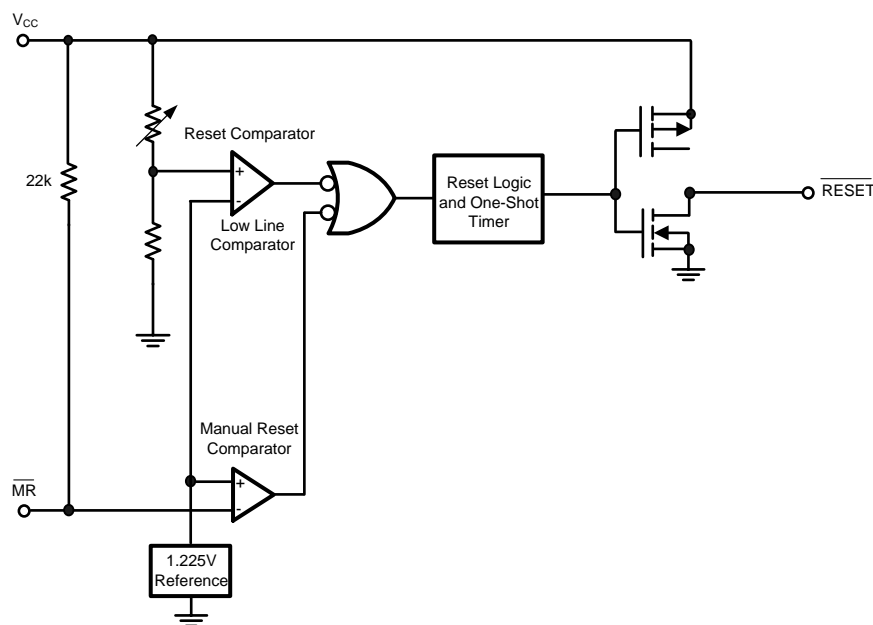 V_CC
Reset Comparator
22k
+
-
Low Line
Comparator
Reset Logic
and One-Shot
Timer
RESET
Manual Reset
Comparator
+
-
MR
1.225V
Reference